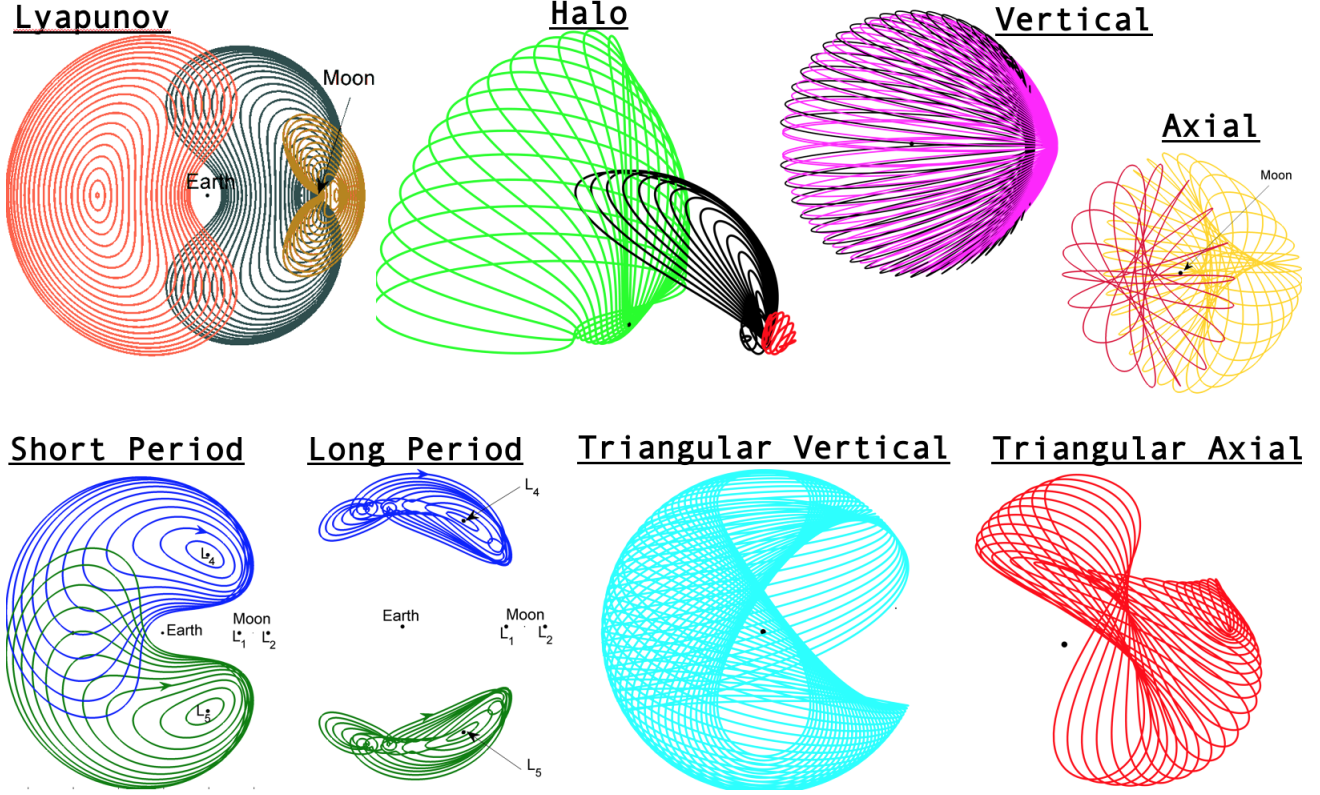 Lyapunov
Moon
Earth
Halo
Vertical
Axial
Moon
Short Period
L4
Earth
Moon
L1
L2
L5
Long Period
L4
Earth
Moon
L1
L2
L5
Triangular Vertical
Triangular Axial